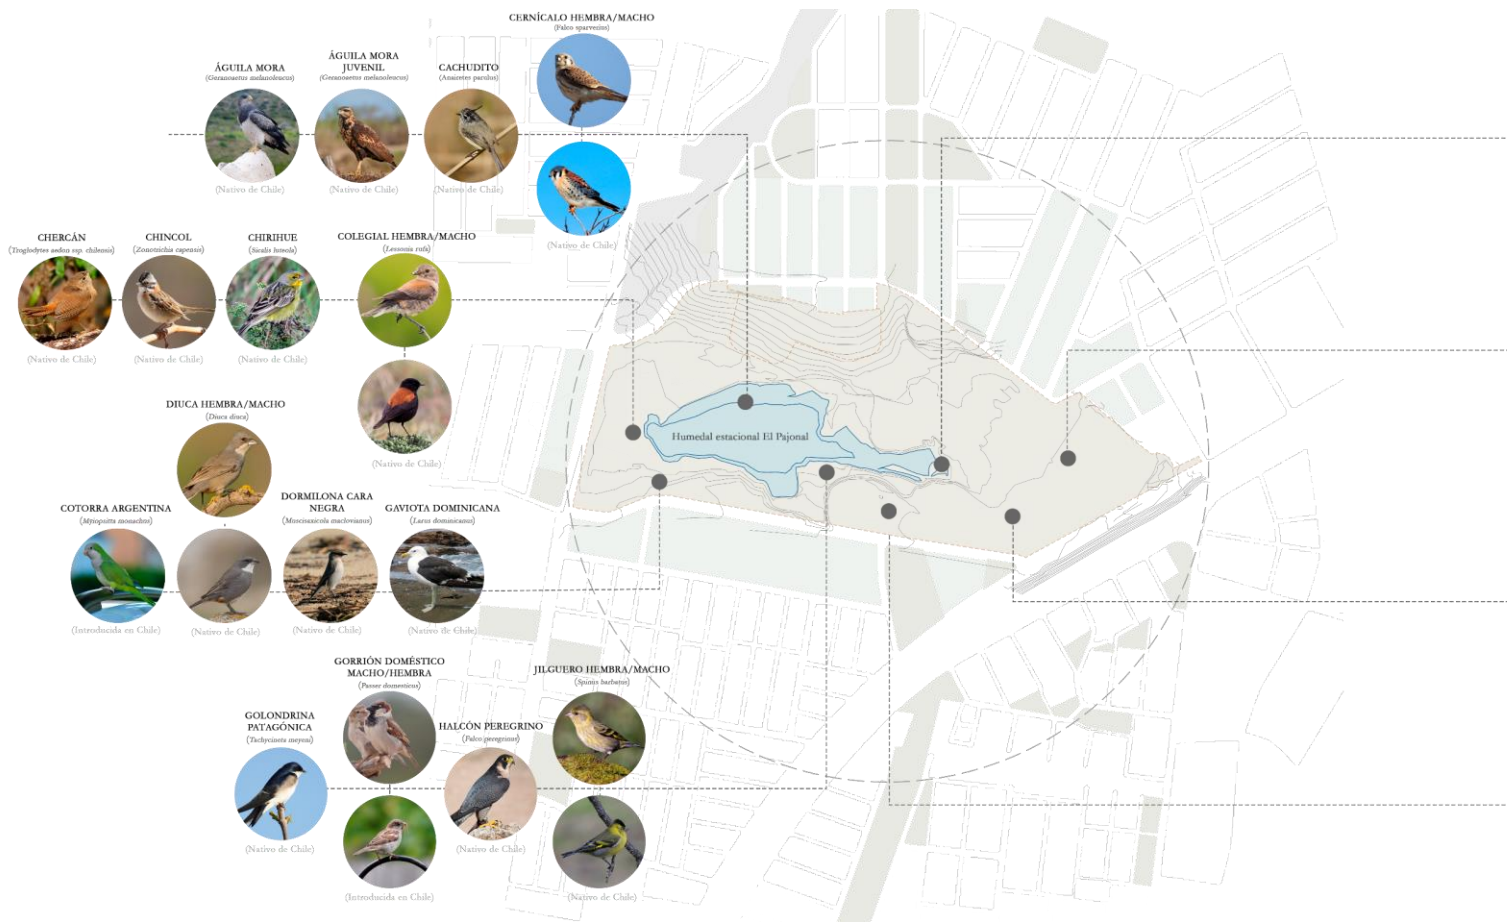 CERNÍCALO HEMBRA/MACHO
(Falco sparverius)
(Nativo de Chile)
ÁGUILA MORA
(Geranoaetus melanoleucus)
(Nativo de Chile)
ÁGUILA MORA
JUVENIL
(Geranoaetus melanoleucus)
(Nativo de Chile)
CACHUDITO
(Anairetes parulus)
(Nativo de Chile)
CHERCÁN
(Troglodytes aedon ssp. chilensis)
(Nativo de Chile)
CHINCOL
(Zonotrichia capensis)
(Nativo de Chile)
CHIRIHUE
(Sicalis luteola)
(Nativo de Chile)
COLEGIAL HEMBRA/MACHO
(Lessonia rufa)
(Nativo de Chile)
Humedal estacional El Pajonal
DIUCA HEMBRA/MACHO
(Diuca diuca)
(Nativo de Chile)
COTORRA ARGENTINA
(Myiopsitta monachus)
(Introducida en Chile)
DORMILONA CARA
NEGRA
(Muscisaxicola maclovianus)
(Nativo de Chile)
GAVIOTA DOMINICANA
(Larus dominicanus)
(Nativo de Chile)
GOLONDRINA
PATAGÓNICA
(Tachycineta meyeni)
(Nativo de Chile)
GORRIÓN DOMÉSTICO
MACHO/HEMBRA
(Passer domesticus)
(Introducida en Chile)
HALCÓN PEREGRINO
(Falco peregrinus)
(Nativo de Chile)
JILGUERO HEMBRA/MACHO
(Spinus barbatus)
(Nativo de Chile)